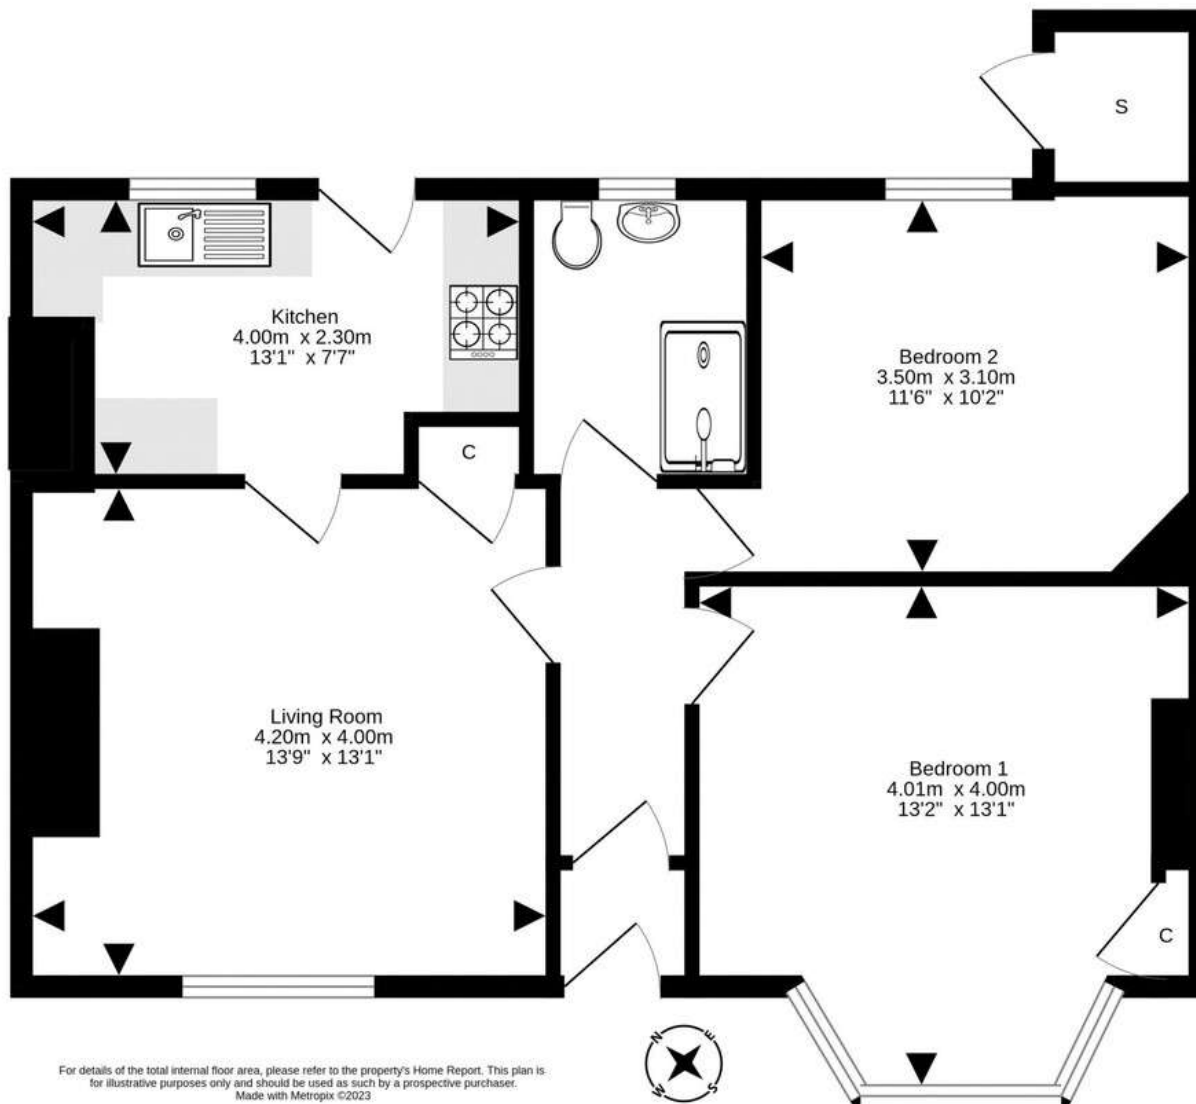 S
Kitchen
4.00m x 2.30m
13'1" x 7'7"
Bedroom 2
3.50m x 3.10m
11'6" x 10'2"
C
Living Room
4.20m x 4.00m
13'9" x 13'1"
Bedroom 1
4.01m x 4.00m
13'2" x 13'1"
C
N
E
W
S
For details of the total internal floor area, please refer to the property's Home Report. This plan is
for illustrative purposes only and should be used as such by a prospective purchaser.
Made with Metropix ©2023